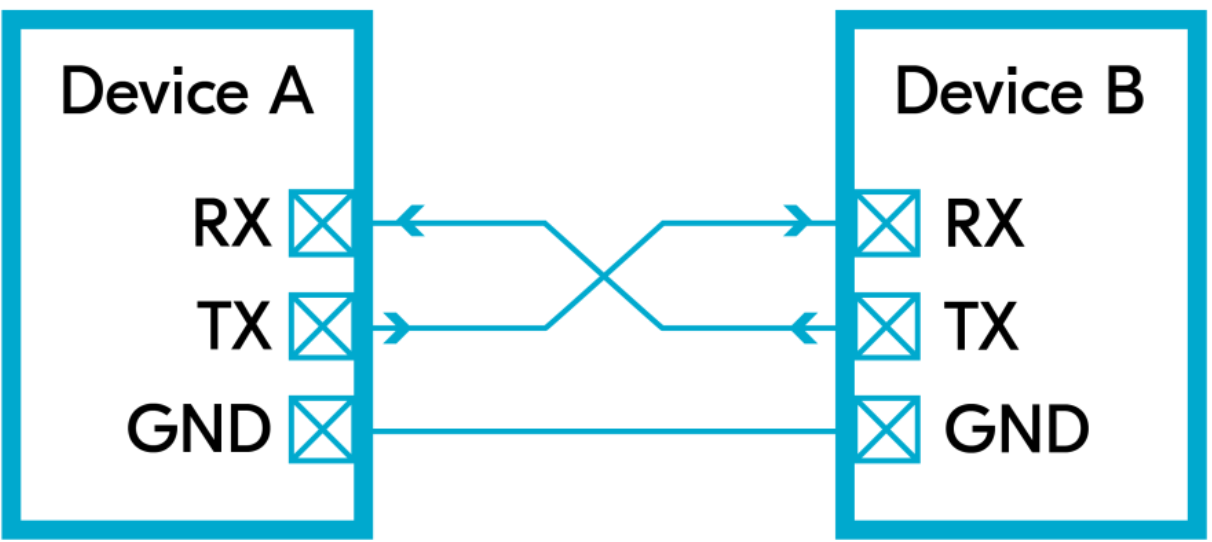 Device A
RX
TX
GND
Device B
RX
TX
GND